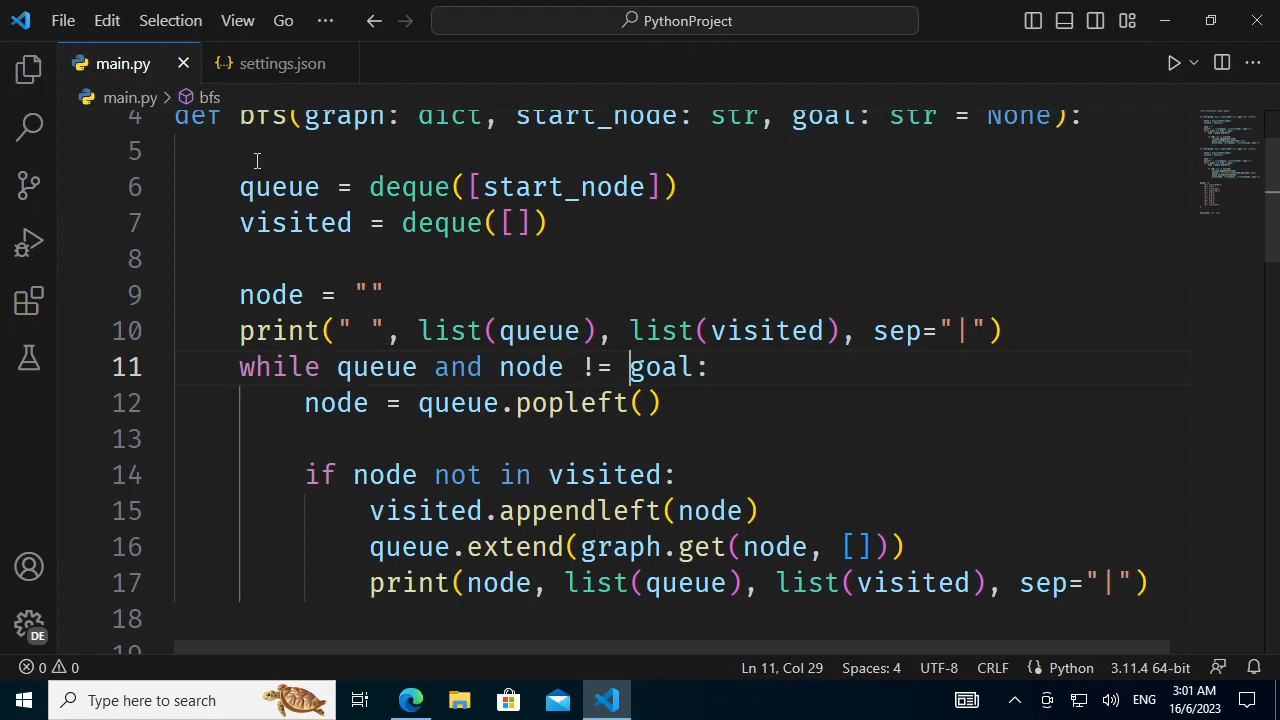 File Edit Selection View Go ··· PythonProject
main.py settings.json
main.py > bfs
4 def bfs(graph: dict, start_node: str, goal: str = None):
5
6 queue = deque([start_node])
7 visited = deque([])
8
9 node = ""
10 print(" ", list(queue), list(visited), sep="|")
11 while queue and node != goal:
12 node = queue.popleft()
13
14 if node not in visited:
15 visited.appendleft(node)
16 queue.extend(graph.get(node, []))
17 print(node, list(queue), list(visited), sep="|")
18
19
DE
0 0 Ln 11, Col 29 Spaces: 4 UTF-8 CRLF Python 3.11.4 64-bit
Type here to search ENG 3:01 AM
16/6/2023